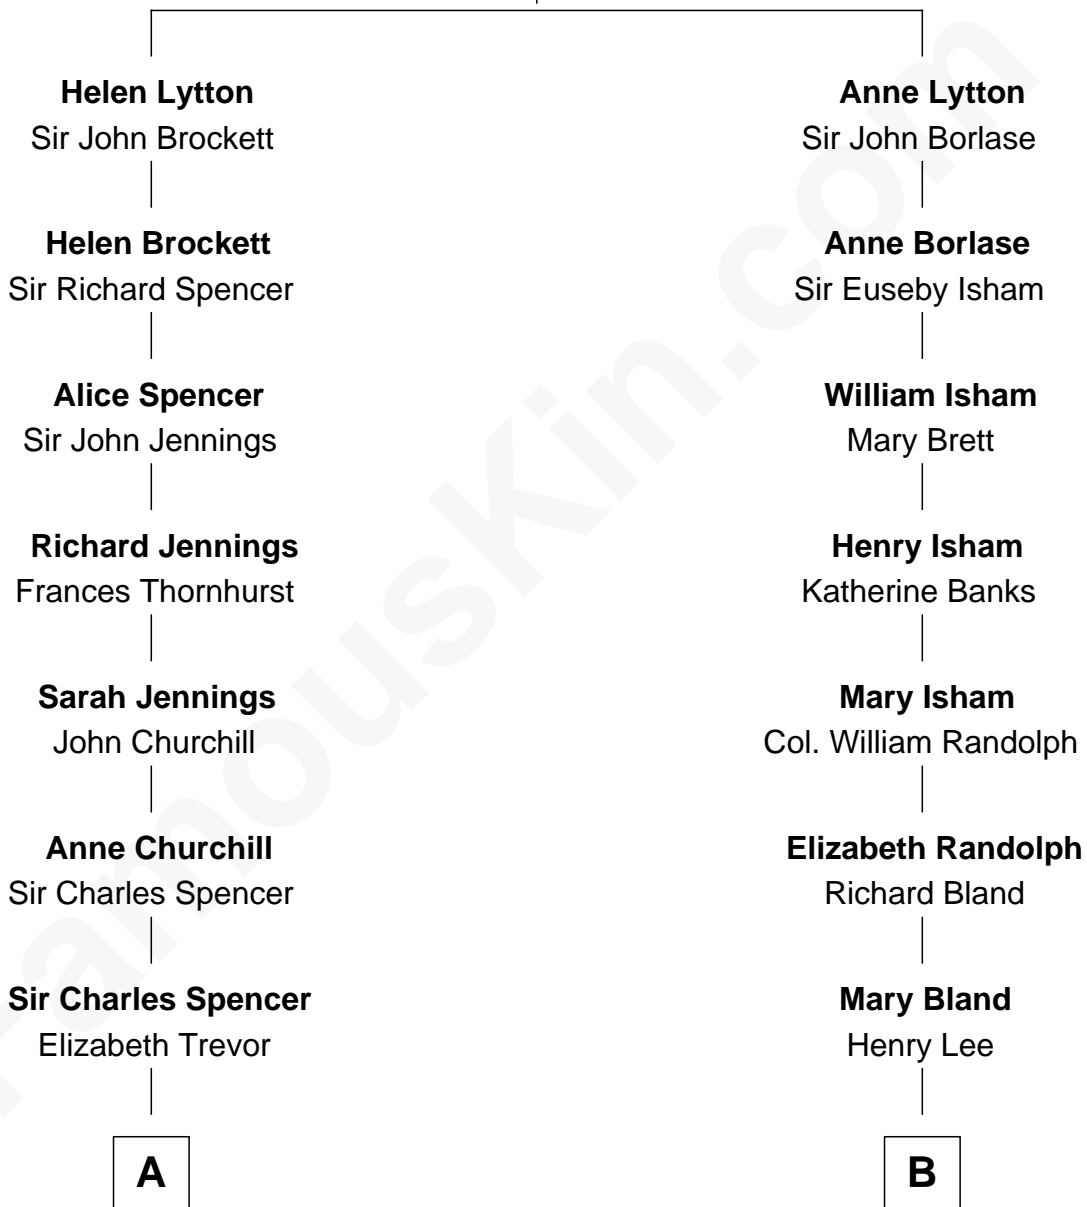 Helen Lytton
Sir John Brockett
Helen Brockett
Sir Richard Spencer
Alice Spencer
Sir John Jennings
Richard Jennings
Frances Thornhurst
Sarah Jennings
John Churchill
Anne Churchill
Sir Charles Spencer
Sir Charles Spencer
Elizabeth Trevor
A
Anne Lytton
Sir John Borlase
Anne Borlase
Sir Euseby Isham
William Isham
Mary Brett
Henry Isham
Katherine Banks
Mary Isham
Col. William Randolph
Elizabeth Randolph
Richard Bland
Mary Bland
Henry Lee
B
FamousKin.com